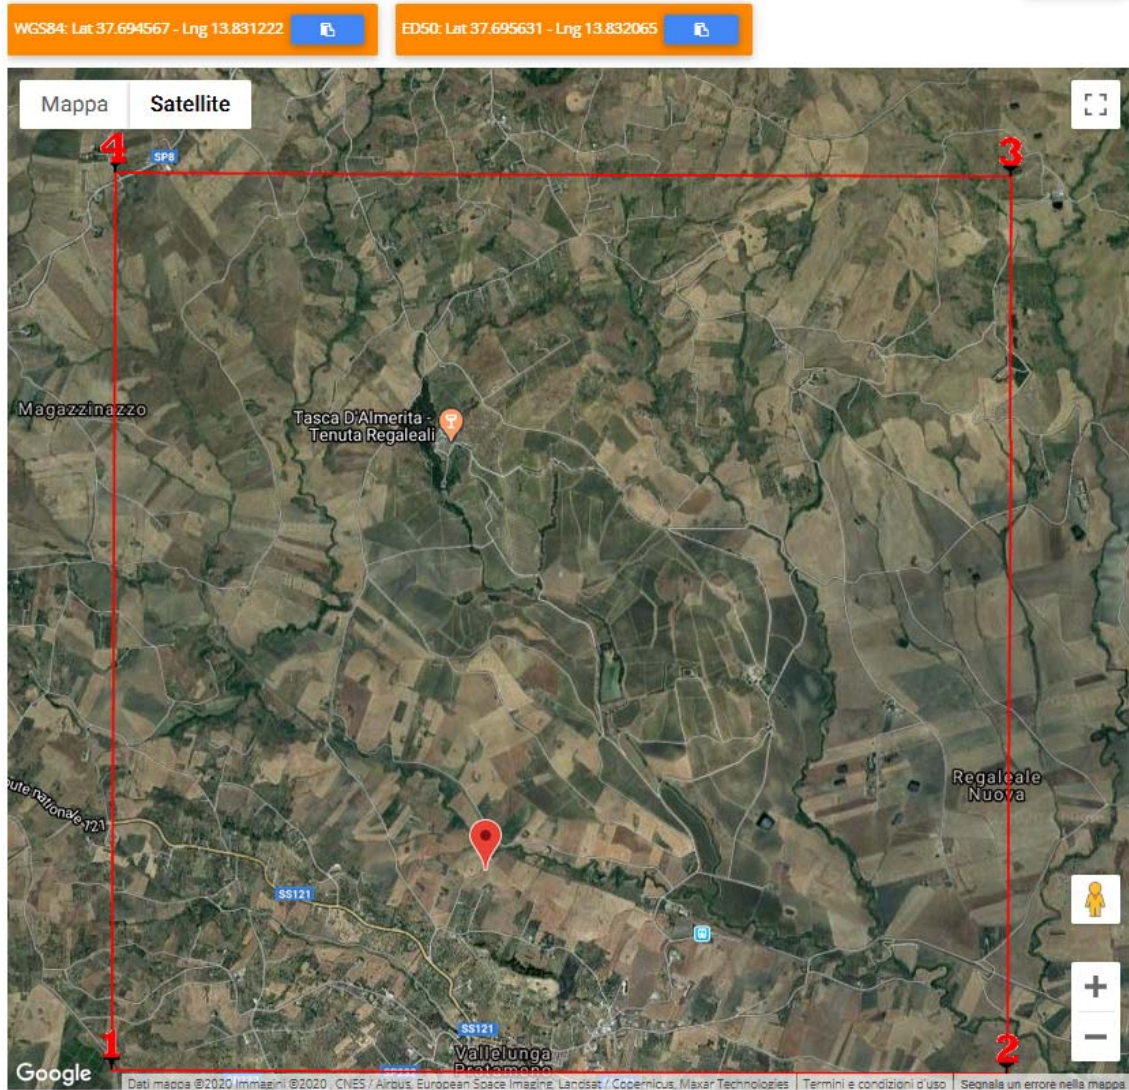 WGS84: Lat 37.694567 - Lng 13.831222
ED50: Lat 37.695631 - Lng 13.832065
Mappa
Satellite
4
3
SP8
Magazzinazzo
Tasca D'Almerita -
Tenuta Regaleali
Regaleale
Nuova
nationale 121
SS121
SS121
1
2
Vallelunga
Pratameno
Google
Dati mappa ©2020 Immagini ©2020 , CNES / Airbus, European Space Imaging, Landsat / Copernicus, Maxar Technologies
Termini e condizioni d'uso
Segnala un errore nella mappa